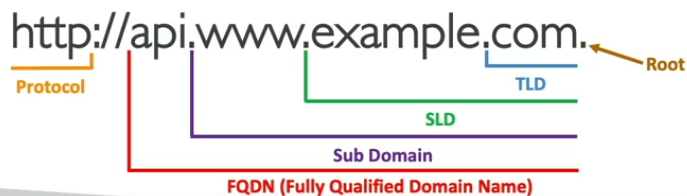 http://api.www.example.com.
Root
Protocol
TLD
SLD
Sub Domain
FQDN (Fully Qualified Domain Name)